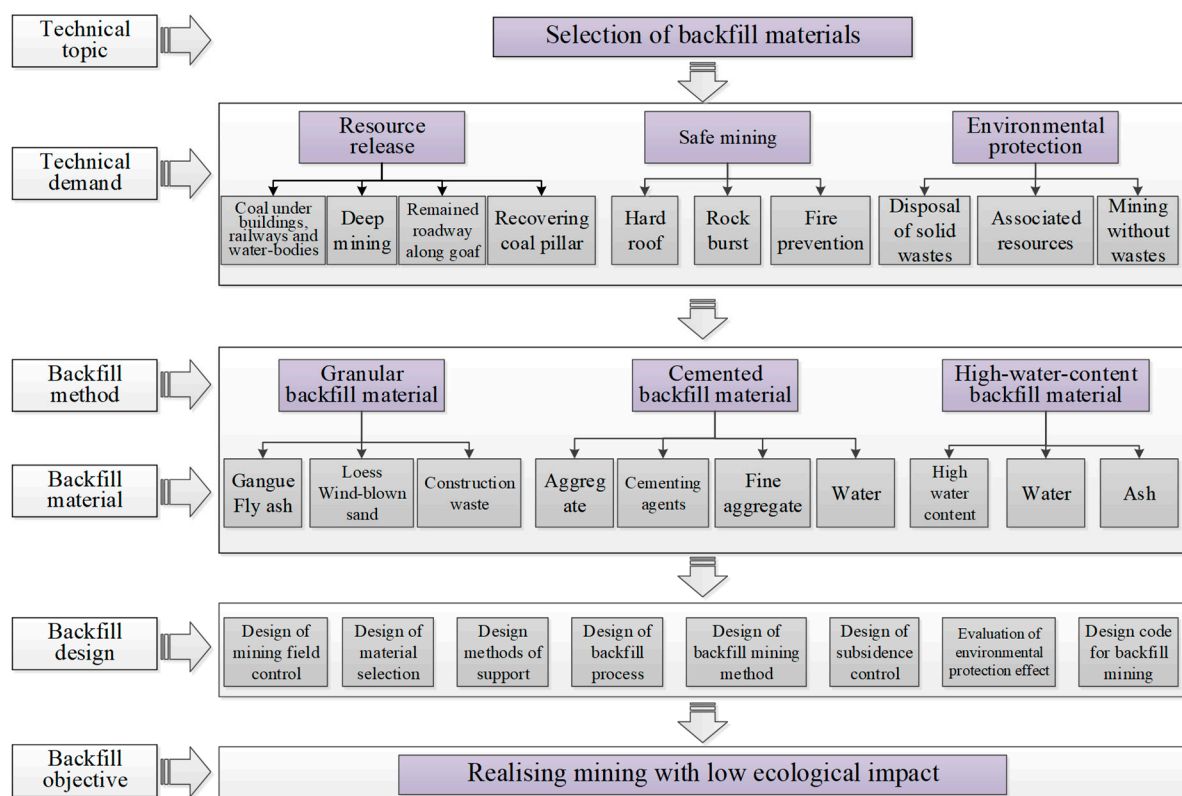 Technical
topic
Selection of backfill materials
Technical
demand
Resource
release
Safe mining
Environmental
protection
Coal under
buildings,
railways and
water-bodies
Deep
mining
Remained
roadway
along goaf
Recovering
coal pillar
Hard
roof
Rock
burst
Fire
prevention
Disposal
of solid
wastes
Associated
resources
Mining
without
wastes
Backfill
method
Granular
backfill material
Cemented
backfill material
High-water-content
backfill material
Backfill
material
Gangue
Fly ash
Loess
Wind-blown
sand
Construction
waste
Aggreg
ate
Cementing
agents
Fine
aggregate
Water
High
water
content
Water
Ash
Backfill
design
Design of
mining field
control
Design of
material
selection
Design
methods of
support
Design of
backfill
process
Design of
backfill mining
method
Design of
subsidence
control
Evaluation of
environmental
protection effect
Design code
for backfill
mining
Backfill
objective
Realising mining with low ecological impact